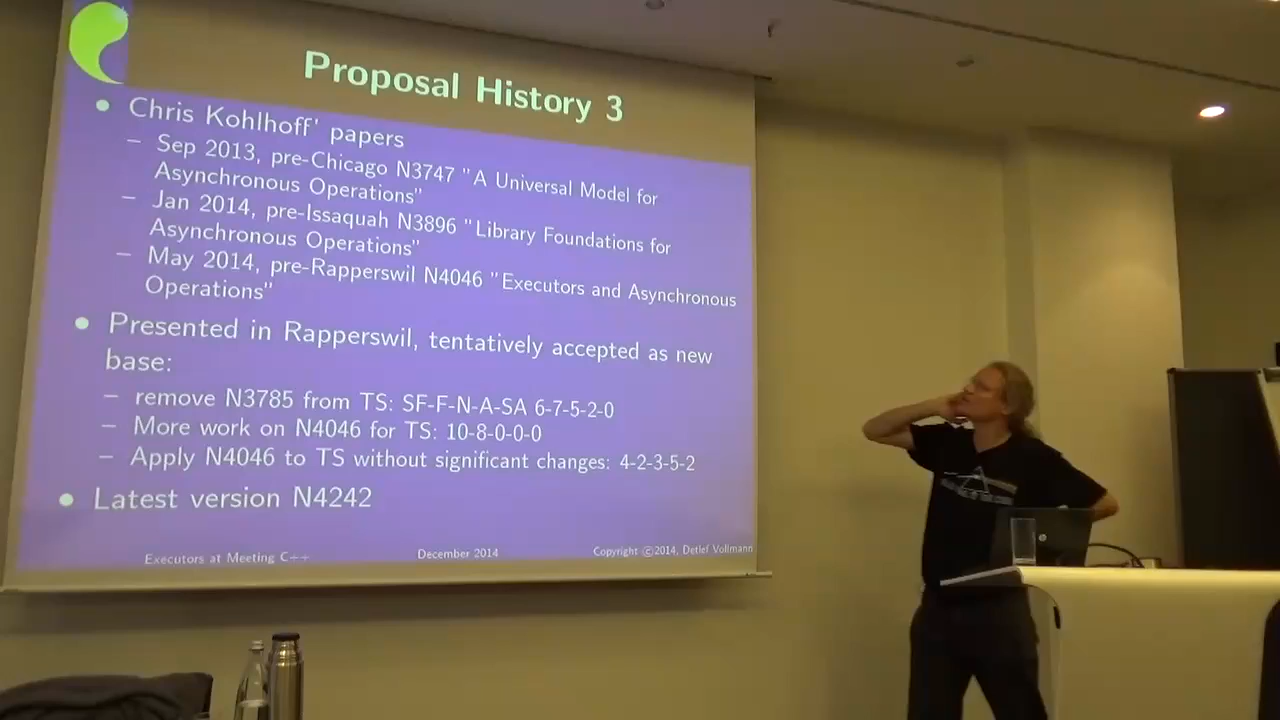 Proposal History 3
• Chris Kohlhoff' papers
– Sep 2013, pre-Chicago N3747 "A Universal Model for
Asynchronous Operations"
– Jan 2014, pre-Issaquah N3896 "Library Foundations for
Asynchronous Operations"
– May 2014, pre-Rapperswil N4046 "Executors and Asynchronous
Operations"
• Presented in Rapperswil, tentatively accepted as new
base:
– remove N3785 from TS: SF-F-N-A-SA 6-7-5-2-0
– More work on N4046 for TS: 10-8-0-0-0
– Apply N4046 to TS without significant changes: 4-2-3-5-2
• Latest version N4242
Executors at Meeting C++
December 2014
Copyright ©2014, Detlef Vollmann